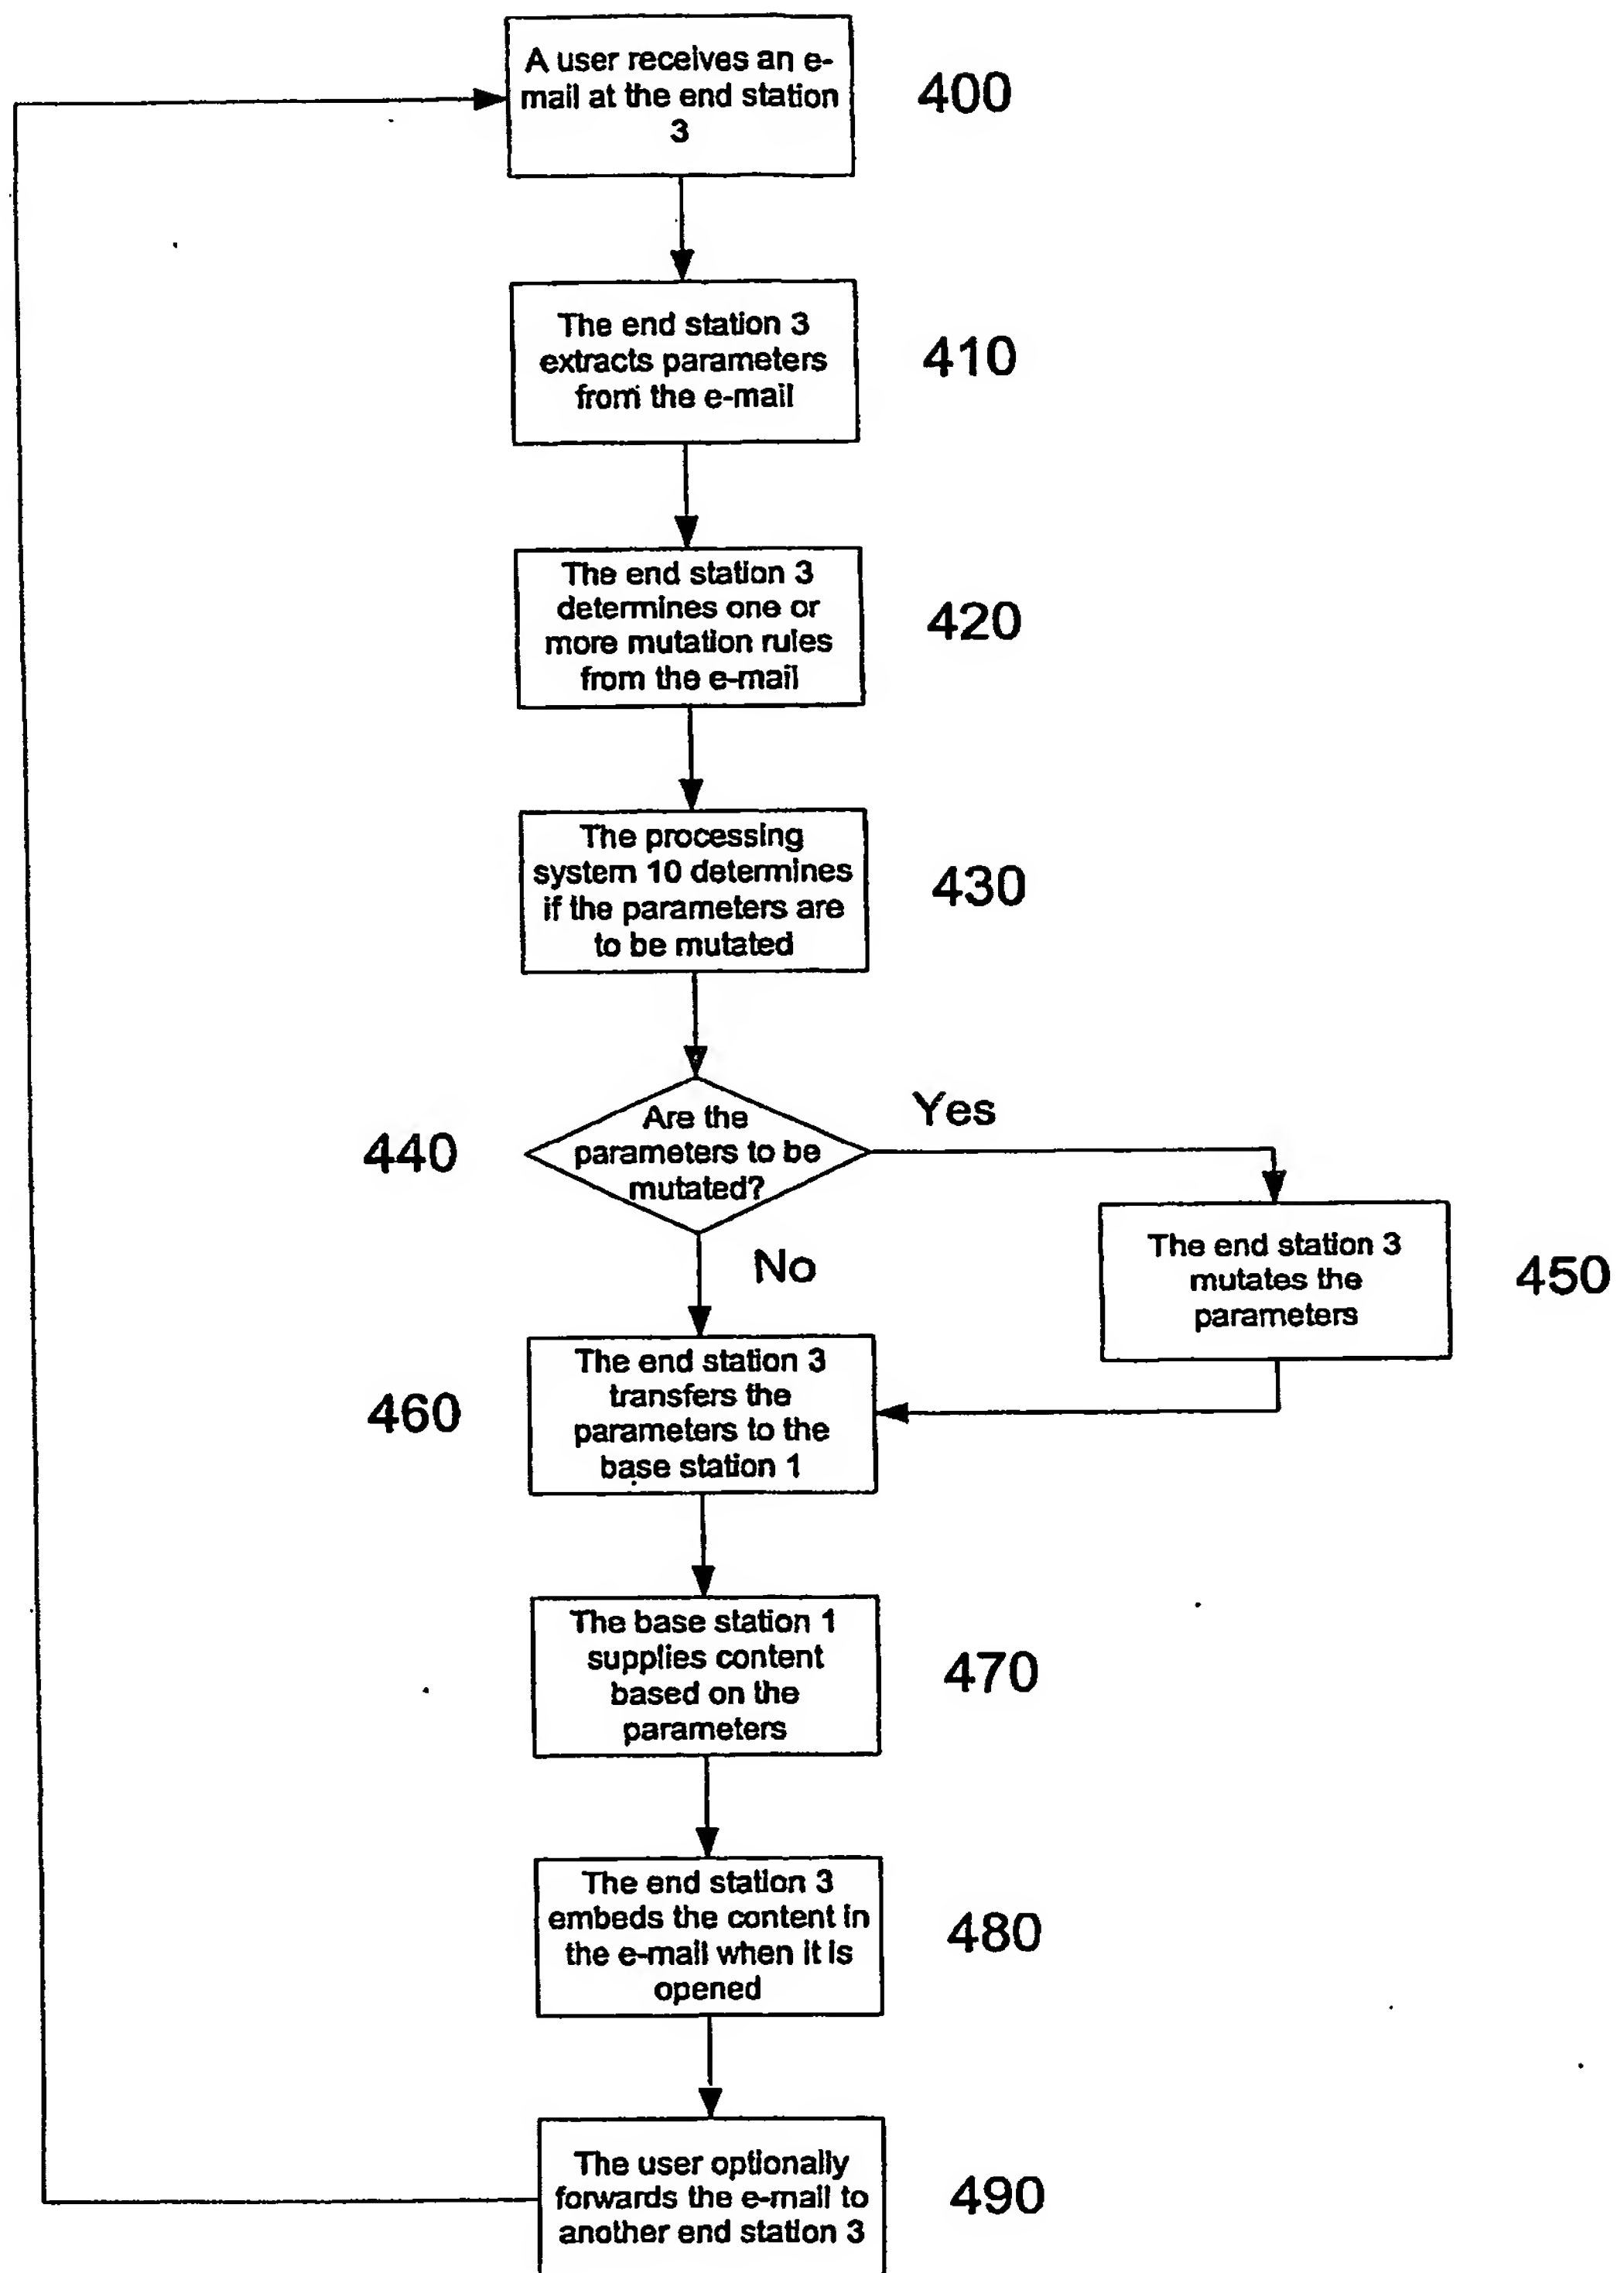 A user receives an e-
mail at the end station
3
400
The end station 3
extracts parameters
from the e-mail
410
The end station 3
determines one or
more mutation rules
from the e-mail
420
The processing
system 10 determines
if the parameters are
to be mutated
430
440
Are the
parameters to be
mutated?
Yes
No
The end station 3
mutates the
parameters
450
460
The end station 3
transfers the
parameters to the
base station 1
The base station 1
supplies content
based on the
parameters
470
The end station 3
embeds the content in
the e-mail when it is
opened
480
The user optionally
forwards the e-mail to
another end station 3
490